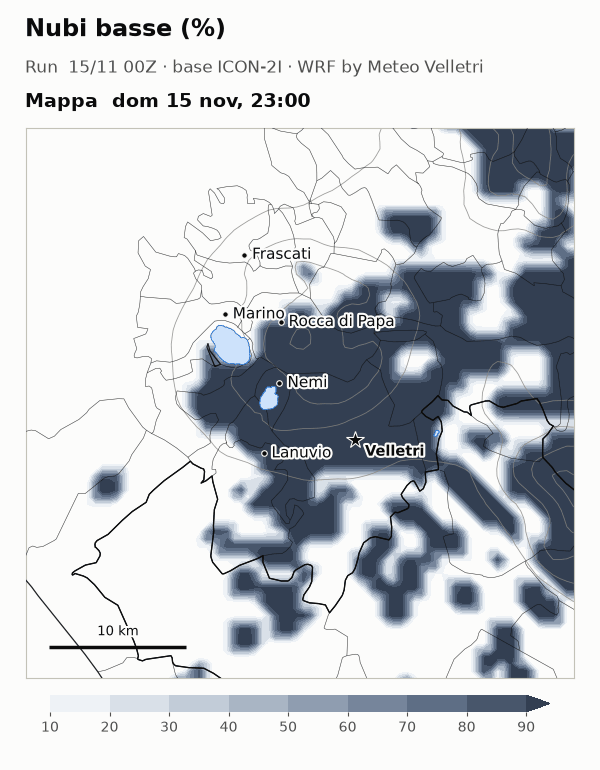 Nubi basse (%)
Run  15/11 00Z · base ICON-2I · WRF by Meteo Velletri
Mappa  dom 15 nov, 23:00
Frascati
Marino
Rocca di Papa
Nemi
Velletri
Lanuvio
10 km
10 20 30 40 50 60 70 80 90